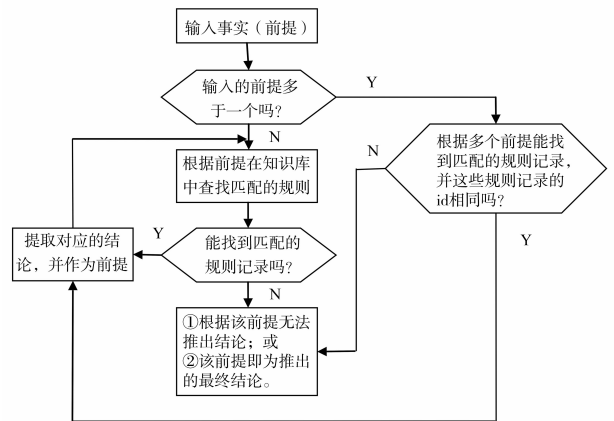 输入事实（前提）
输入的前提多
于一个吗？
Y
N
根据前提在知识库
中查找匹配的规则
根据多个前提能找
到匹配的规则记录，
并这些规则记录的
id相同吗？
N
Y
提取对应的结
论，并作为前提
Y
能找到匹配的
规则记录吗？
N
①根据该前提无法
推出结论；或
②该前提即为推出
的最终结论。